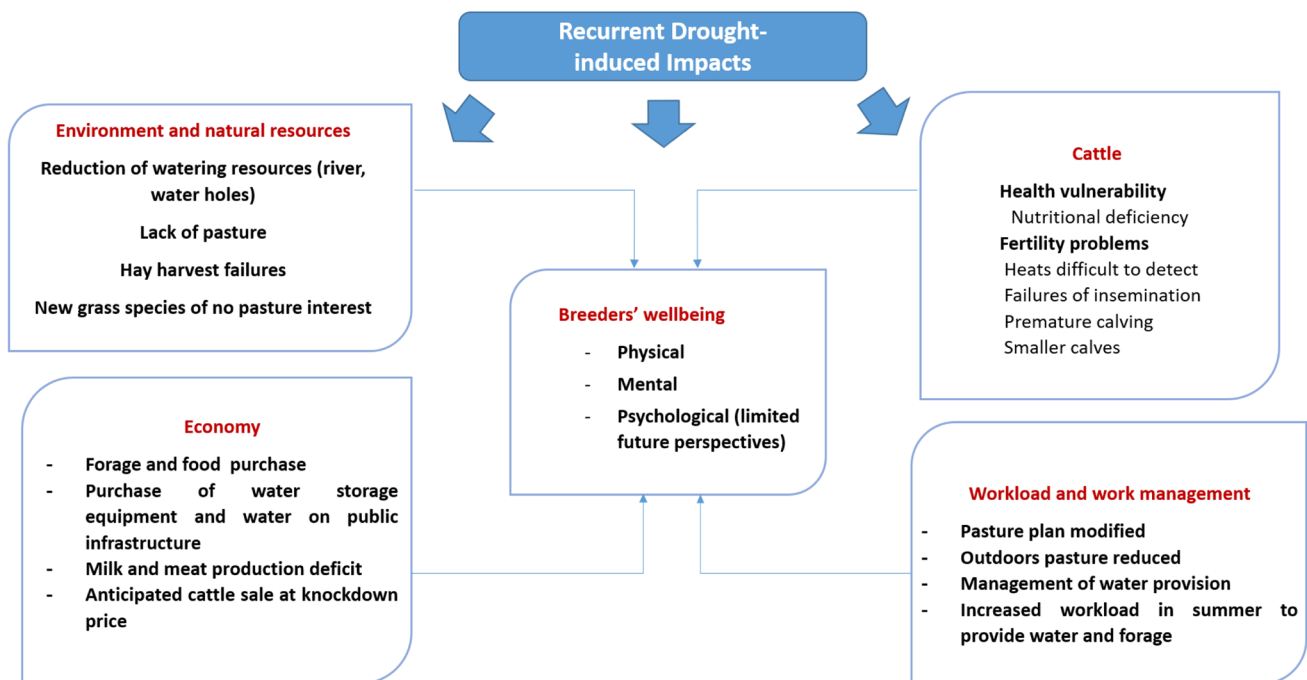 Recurrent Drought-
induced Impacts
Environment and natural resources
Reduction of watering resources (river,
water holes)
Lack of pasture
Hay harvest failures
New grass species of no pasture interest
Cattle
Health vulnerability
Nutritional deficiency
Fertility problems
Heats difficult to detect
Failures of insemination
Premature calving
Smaller calves
Breeders’ wellbeing
- Physical
- Mental
- Psychological (limited
future perspectives)
Economy
- Forage and food purchase
- Purchase of water storage
equipment and water on public
infrastructure
- Milk and meat production deficit
- Anticipated cattle sale at knockdown
price
Workload and work management
- Pasture plan modified
- Outdoors pasture reduced
- Management of water provision
- Increased workload in summer to
provide water and forage